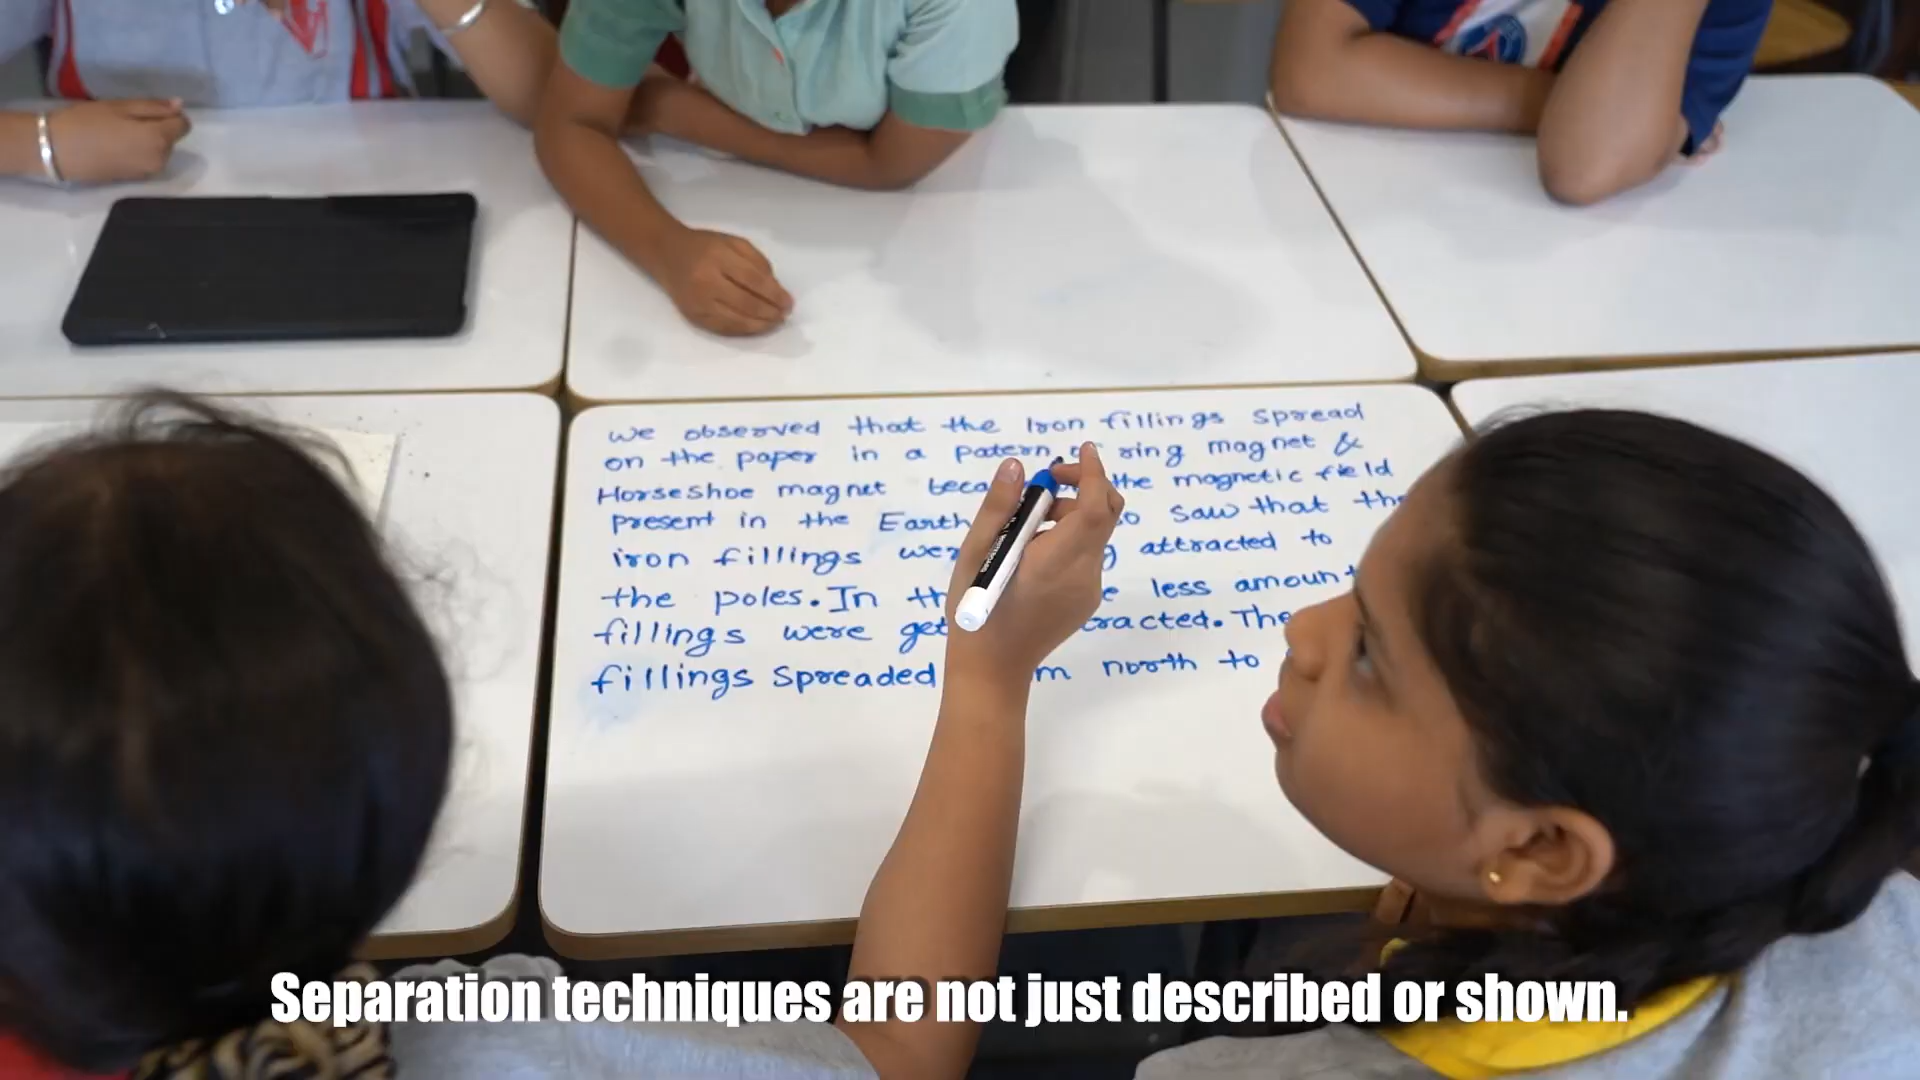 we observed that the Iron fillings spread
on the paper in a patern of ring magnet &
Horseshoe magnet the magnetic field
present in the Earth saw that the
iron fillings attracted to
the poles. In less amount
fillings were The
fillings spreaded north to
Separation techniques are not just described or shown.